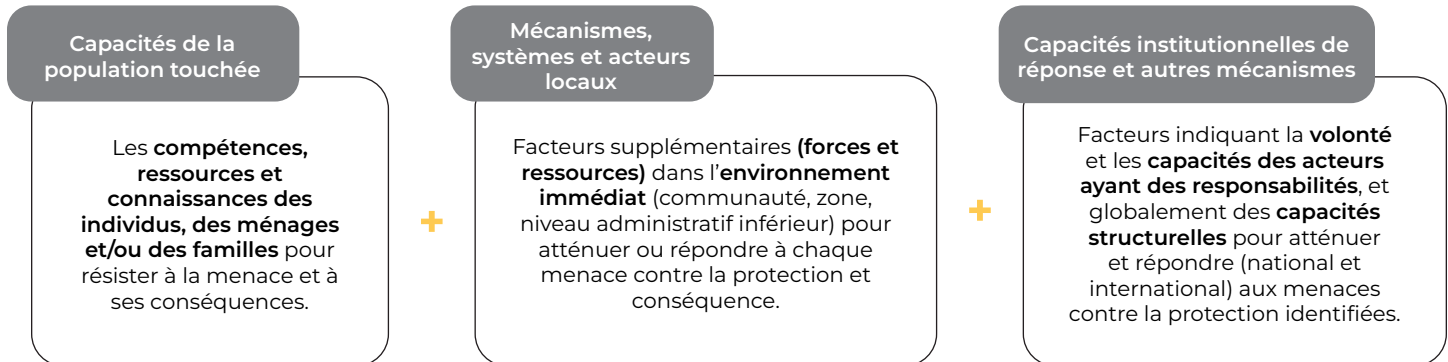 Capacités de la
population touchée
Les compétences,
ressources et
connaissances des
individus, des ménages
et/ou des familles pour
résister à la menace et à
ses conséquences.
+
Mécanismes,
systèmes et acteurs
locaux
Facteurs supplémentaires (forces et
ressources) dans l'environnement
immédiat (communauté, zone,
niveau administratif inférieur) pour
atténuer ou répondre à chaque
menace contre la protection et
conséquence.
+
Capacités institutionnelles de
réponse et autres mécanismes
Facteurs indiquant la volonté
et les capacités des acteurs
ayant des responsabilités, et
globalement des capacités
structurelles pour atténuer
et répondre (national et
international) aux menaces
contre la protection identifiées.